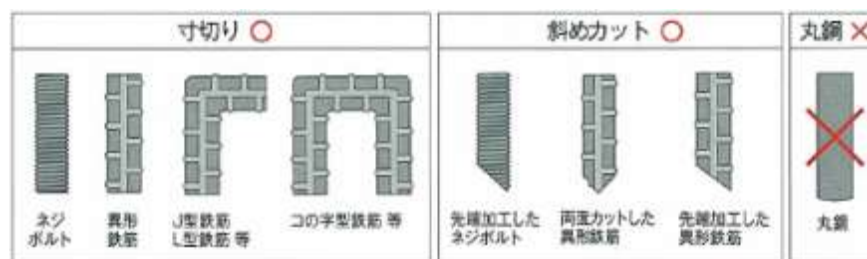 寸切り ○
斜めカット ○
丸鋼 ×
ネジ
ボルト
異形
鉄筋
J型鉄筋
L型鉄筋 等
コの字型鉄筋 等
先端加工した
ネジボルト
両面カットした
異形鉄筋
先端加工した
異形鉄筋
丸鋼